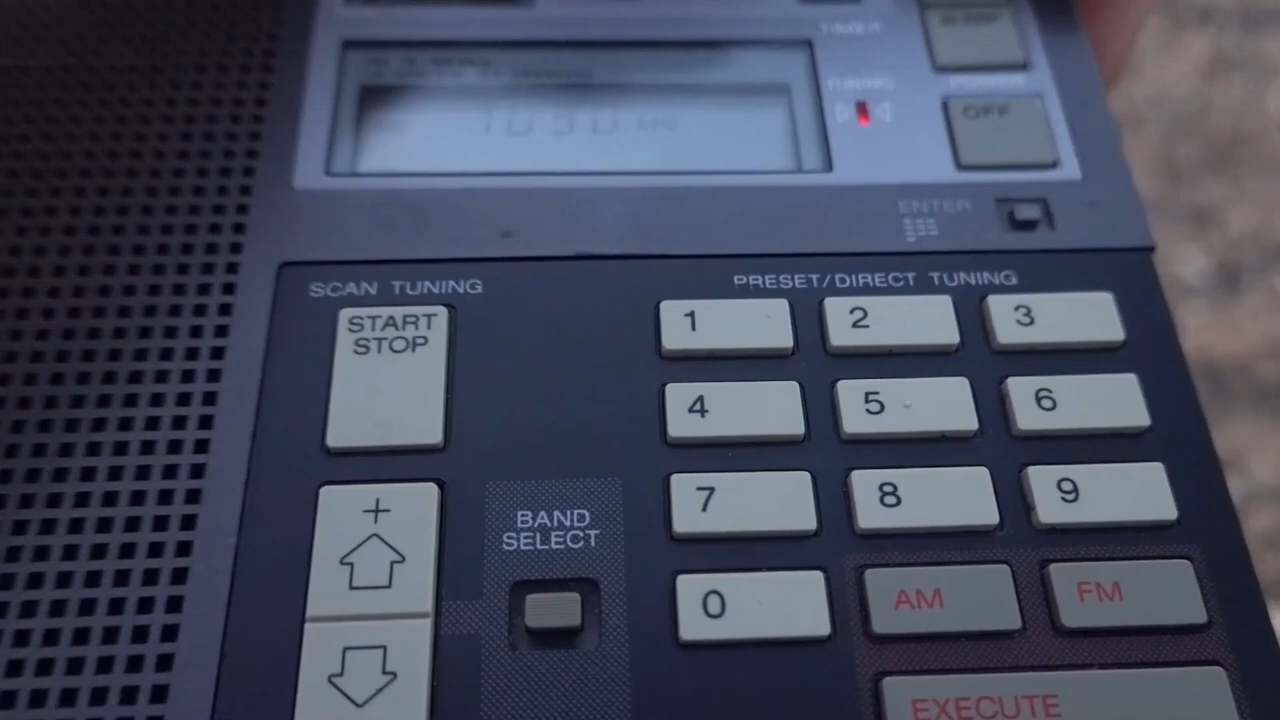 TIMER
TUNING
OFF
ENTER
SCAN TUNING
PRESET/DIRECT TUNING
START
STOP
1
2
3
4
5
6
+
7
8
9
BAND
SELECT
0
AM
FM
EXECUTE